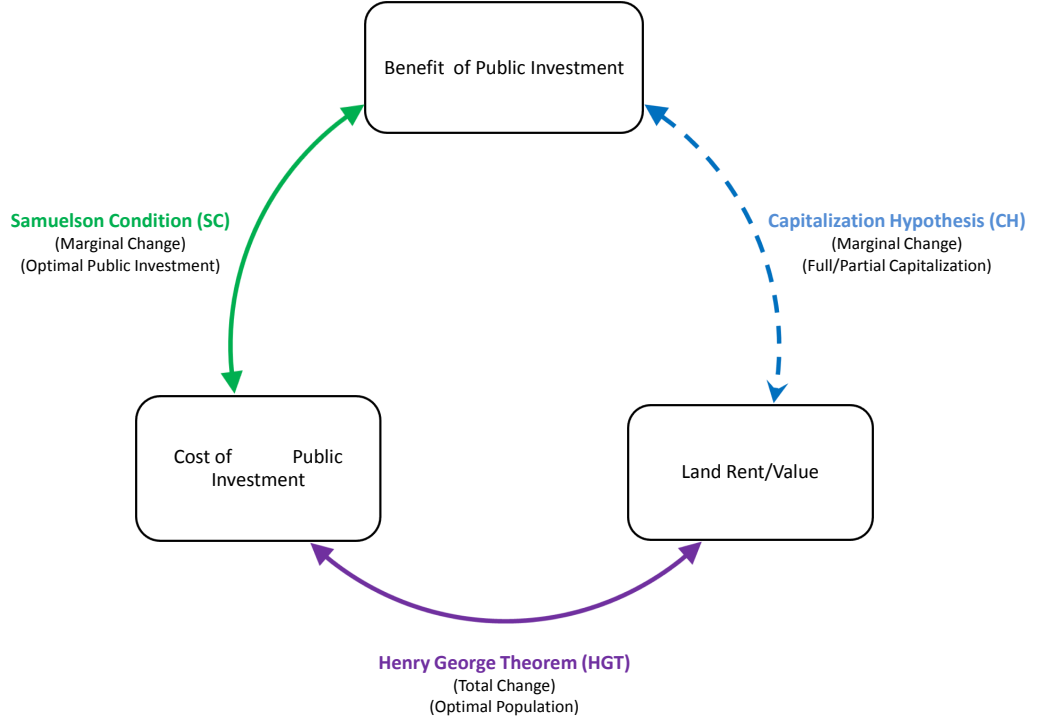 Benefit of Public Investment
Samuelson Condition (SC)
(Marginal Change)
(Optimal Public Investment)
Capitalization Hypothesis (CH)
(Marginal Change)
(Full/Partial Capitalization)
Cost of Public
Investment
Land Rent/Value
Henry George Theorem (HGT)
(Total Change)
(Optimal Population)